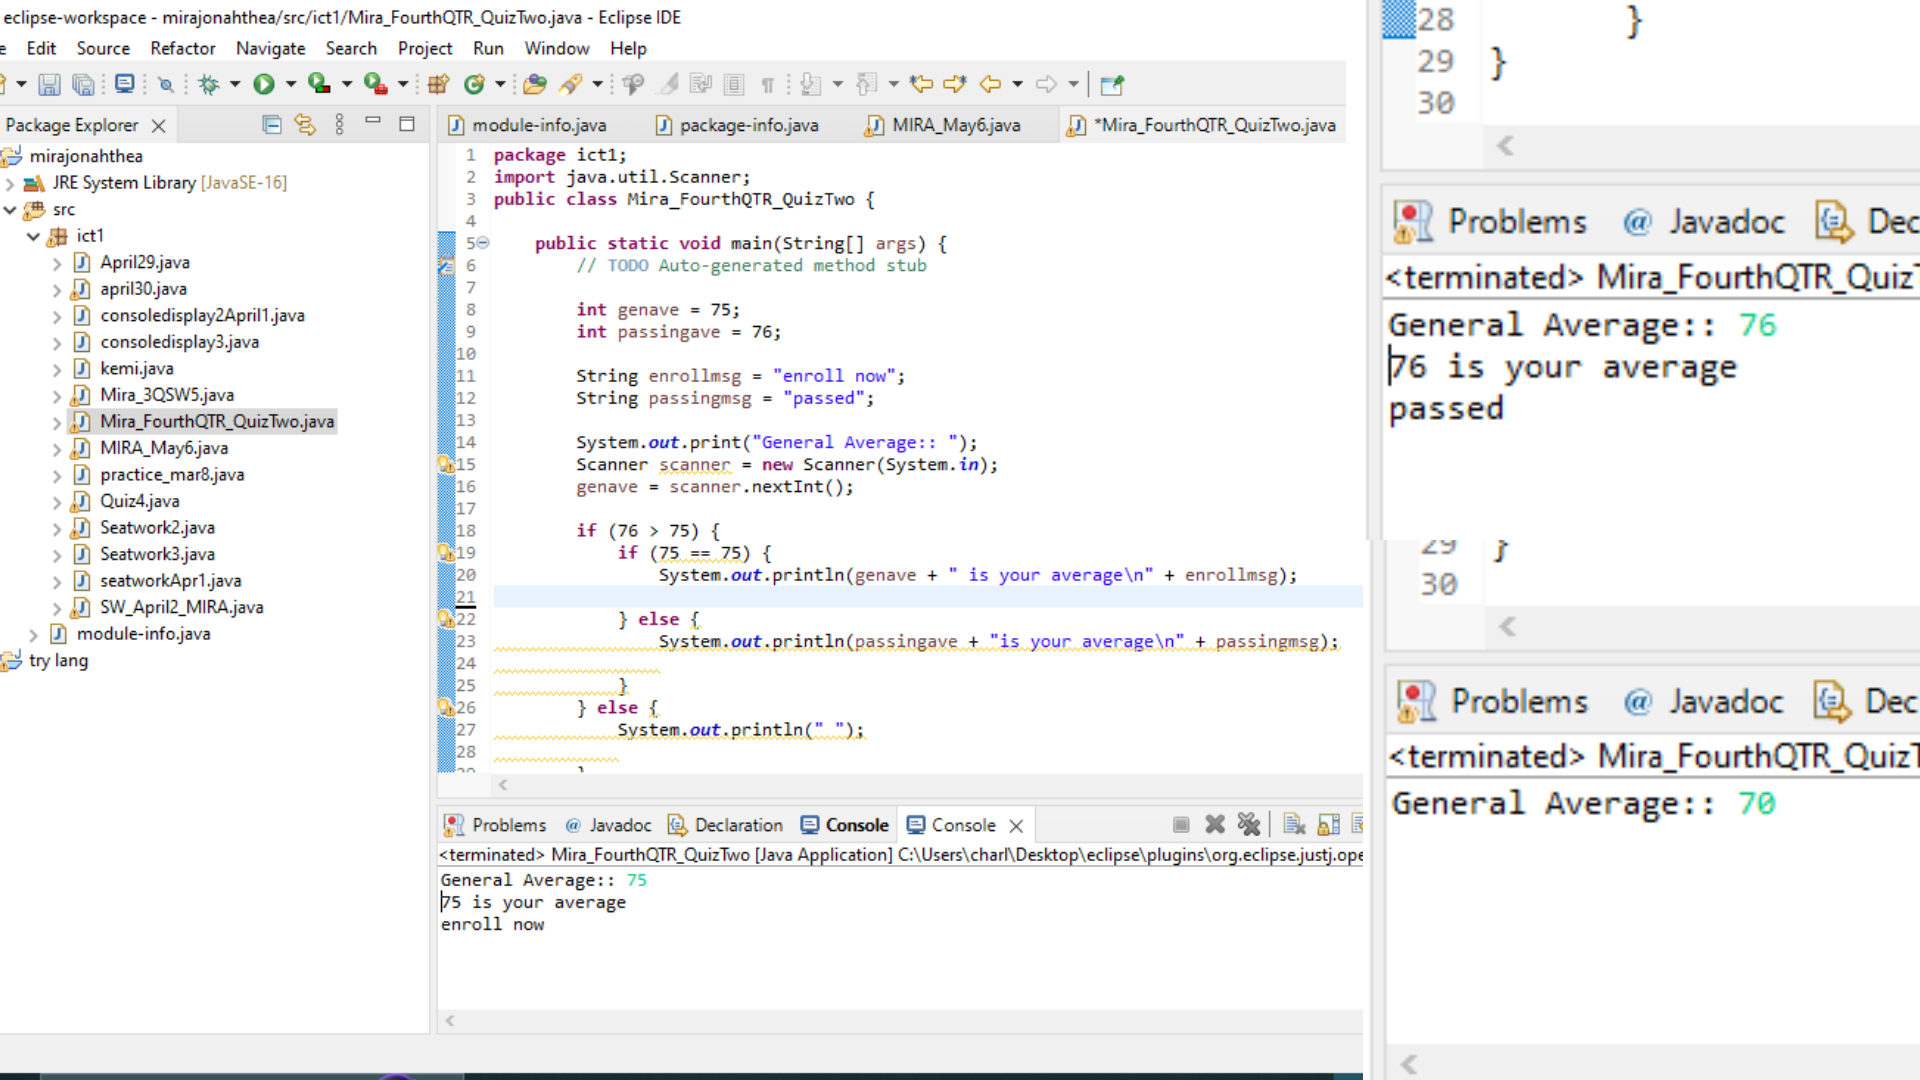 eclipse-workspace - mirajonahthea/src/ict1/Mira_FourthQTR_QuizTwo.java - Eclipse IDE
Edit Source Refactor Navigate Search Project Run Window Help
Package Explorer
mirajonahthea
JRE System Library [JavaSE-16]
src
ict1
April29.java
april30.java
consoledisplay2April1.java
consoledisplay3.java
kemi.java
Mira_3QSW5.java
Mira_FourthQTR_QuizTwo.java
MIRA_May6.java
practice_mar8.java
Quiz4.java
Seatwork2.java
Seatwork3.java
seatworkApr1.java
SW_April2_MIRA.java
module-info.java
try lang
module-info.java package-info.java MIRA_May6.java *Mira_FourthQTR_QuizTwo.java
1 package ict1;
2 import java.util.Scanner;
3 public class Mira_FourthQTR_QuizTwo {
4
5 public static void main(String[] args) {
6 // TODO Auto-generated method stub
7
8 int genave = 75;
9 int passingave = 76;
10
11 String enrollmsg = "enroll now";
12 String passingmsg = "passed";
13
14 System.out.print("General Average:: ");
15 Scanner scanner = new Scanner(System.in);
16 genave = scanner.nextInt();
17
18 if (76 > 75) {
19 if (75 == 75) {
20 System.out.println(genave + " is your average\n" + enrollmsg);
21
22 } else {
23 System.out.println(passingave + "is your average\n" + passingmsg);
24
25 }
26 } else {
27 System.out.println(" ");
28
29 }
Problems @ Javadoc Declaration Console Console
<terminated> Mira_FourthQTR_QuizTwo [Java Application] C:\Users\charl\Desktop\eclipse\plugins\org.eclipse.justj.ope
General Average:: 75
75 is your average
enroll now
28 }
29 }
30
Problems @ Javadoc Dec
<terminated> Mira_FourthQTR_QuizT
General Average:: 76
76 is your average
passed
29 }
30
Problems @ Javadoc Dec
<terminated> Mira_FourthQTR_QuizT
General Average:: 70